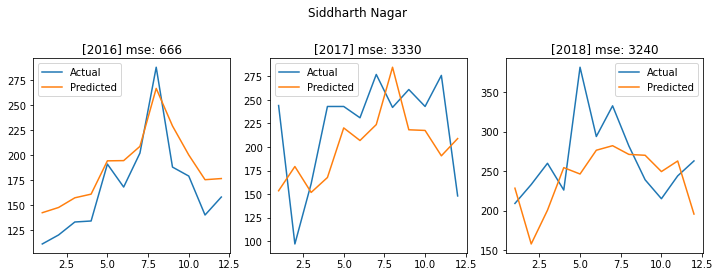 Siddharth Nagar
[2016] mse: 666
Actual
Predicted
275
250
225
200
175
150
125
2.5 5.0 7.5 10.0 12.5
[2017] mse: 3330
Actual
Predicted
275
250
225
200
175
150
125
100
2.5 5.0 7.5 10.0 12.5
[2018] mse: 3240
Actual
Predicted
350
300
250
200
150
2.5 5.0 7.5 10.0 12.5